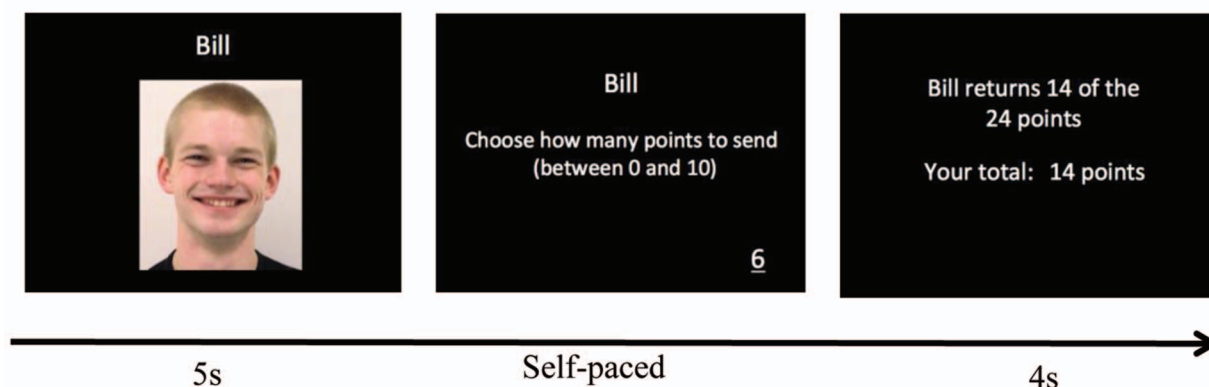 Bill
Bill
Choose how many points to send
(between 0 and 10)
6
Bill returns 14 of the
24 points
Your total: 14 points
5s
Self-paced
4s